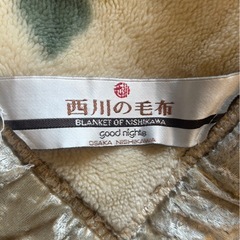 西川の毛布
BLANKET OF NISHIKAWA
good nights
OSAKA NISHIKAWA